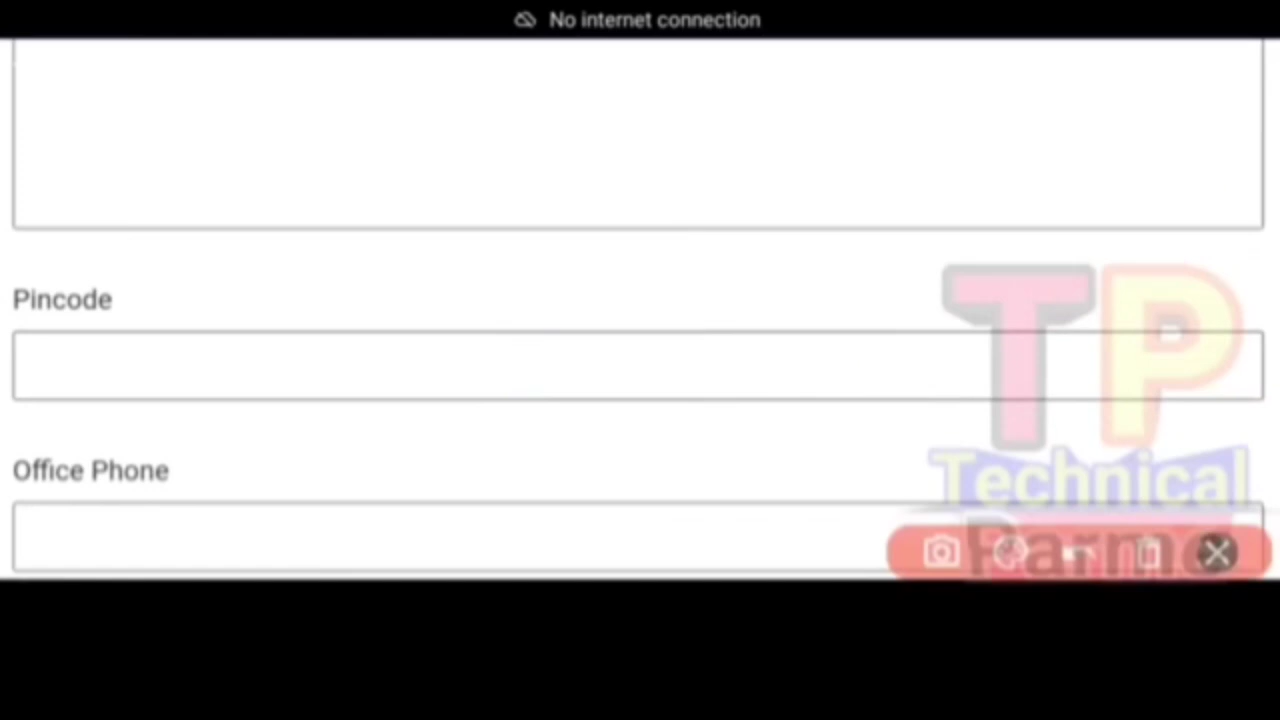 No internet connection
Pincode
TP
Office Phone
Technical